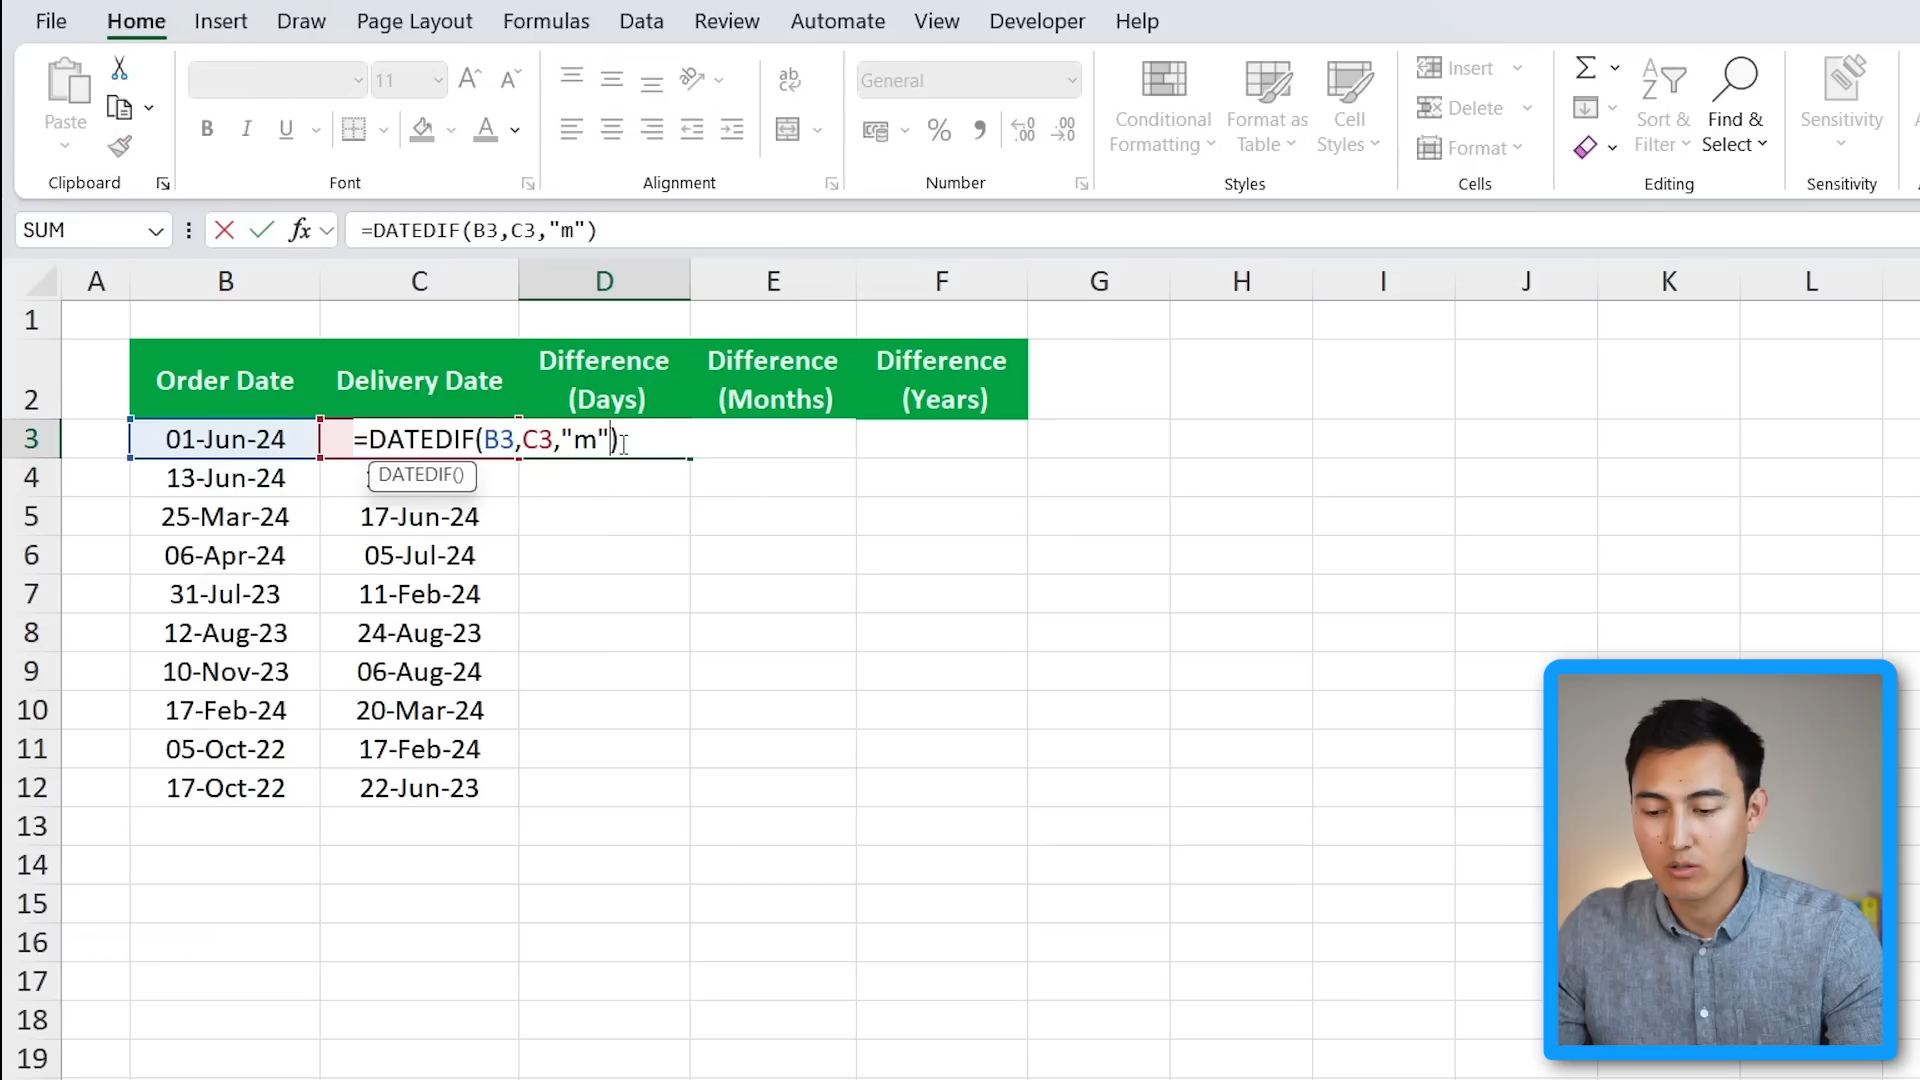 File Home Insert Draw Page Layout Formulas Data Review Automate View Developer Help
Paste
11
General
Conditional Formatting
Format as Table
Cell Styles
Insert
Delete
Format
Sort & Filter
Find & Select
Sensitivity
Clipboard Font Alignment Number Styles Cells Editing Sensitivity
SUM fx =DATEDIF(B3,C3,"m")
A B C D E F G H I J K L
1
2 Order Date Delivery Date Difference (Days) Difference (Months) Difference (Years)
3 01-Jun-24 =DATEDIF(B3,C3,"m")
DATEDIF()
4 13-Jun-24
5 25-Mar-24 17-Jun-24
6 06-Apr-24 05-Jul-24
7 31-Jul-23 11-Feb-24
8 12-Aug-23 24-Aug-23
9 10-Nov-23 06-Aug-24
10 17-Feb-24 20-Mar-24
11 05-Oct-22 17-Feb-24
12 17-Oct-22 22-Jun-23
13
14
15
16
17
18
19